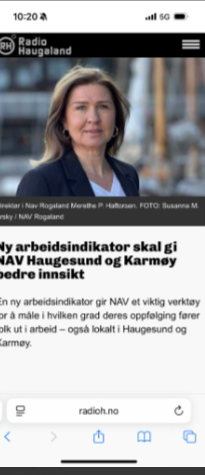 10:20
5G
RH
Radio
Haugaland
irektør i Nav Rogaland Merethe P. Haftorsen. FOTO: Susanna M.
rsky / NAV Rogaland
Ny arbeidsindikator skal gi
NAV Haugesund og Karmøy
bedre innsikt
En ny arbeidsindikator gir NAV et viktig verktøy
or å måle i hvilken grad deres oppfølging fører
olk ut i arbeid – også lokalt i Haugesund og
Karmøy.
radioh.no